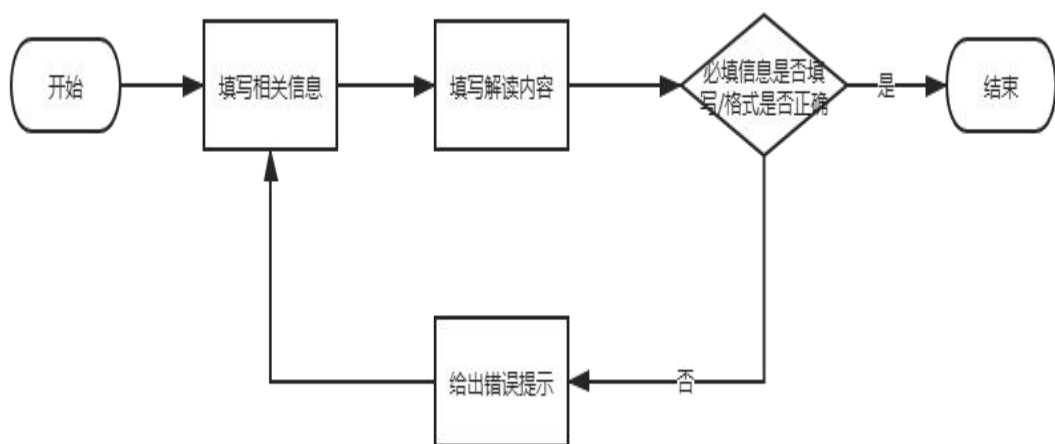 开始
填写相关信息
填写解读内容
必填信息是否填
写/格式是否正确
是
结束
给出错误提示
否